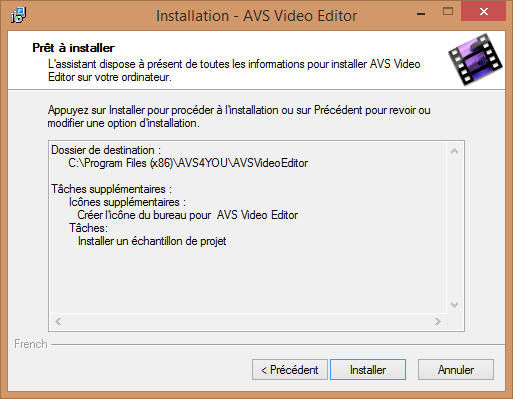 Installation - AVS Video Editor
Prêt à installer
L'assistant dispose à présent de toutes les informations pour installer AVS Video
Editor sur votre ordinateur.
Appuyez sur Installer pour procéder à l'installation ou sur Précédent pour revoir ou
modifier une option d'installation.
Dossier de destination :
C:\Program Files (x86)\AVS4YOU\AVSVideoEditor
Tâches supplémentaires :
Icônes supplémentaires :
Créer l'icône du bureau pour  AVS Video Editor
Tâches:
Installer un échantillon de projet
French
< Précédent
Installer
Annuler